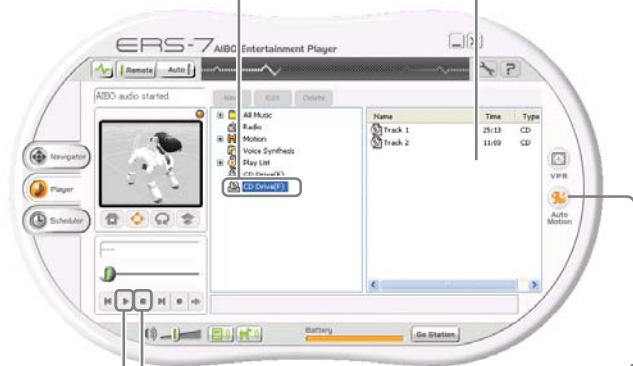 ERS-7 AIBO Entertainment Player
Remote Auto
AIBO audio started
New Edit Delete
All Music
Radio
Motion
Voice Synthesis
Play List
CD Drive(E)
CD Drive(F)
Name Time Type
Track 1 25:13 CD
Track 2 11:03 CD
Navigator
Player
Scheduler
VPR
Auto
Motion
Battery
Go Station